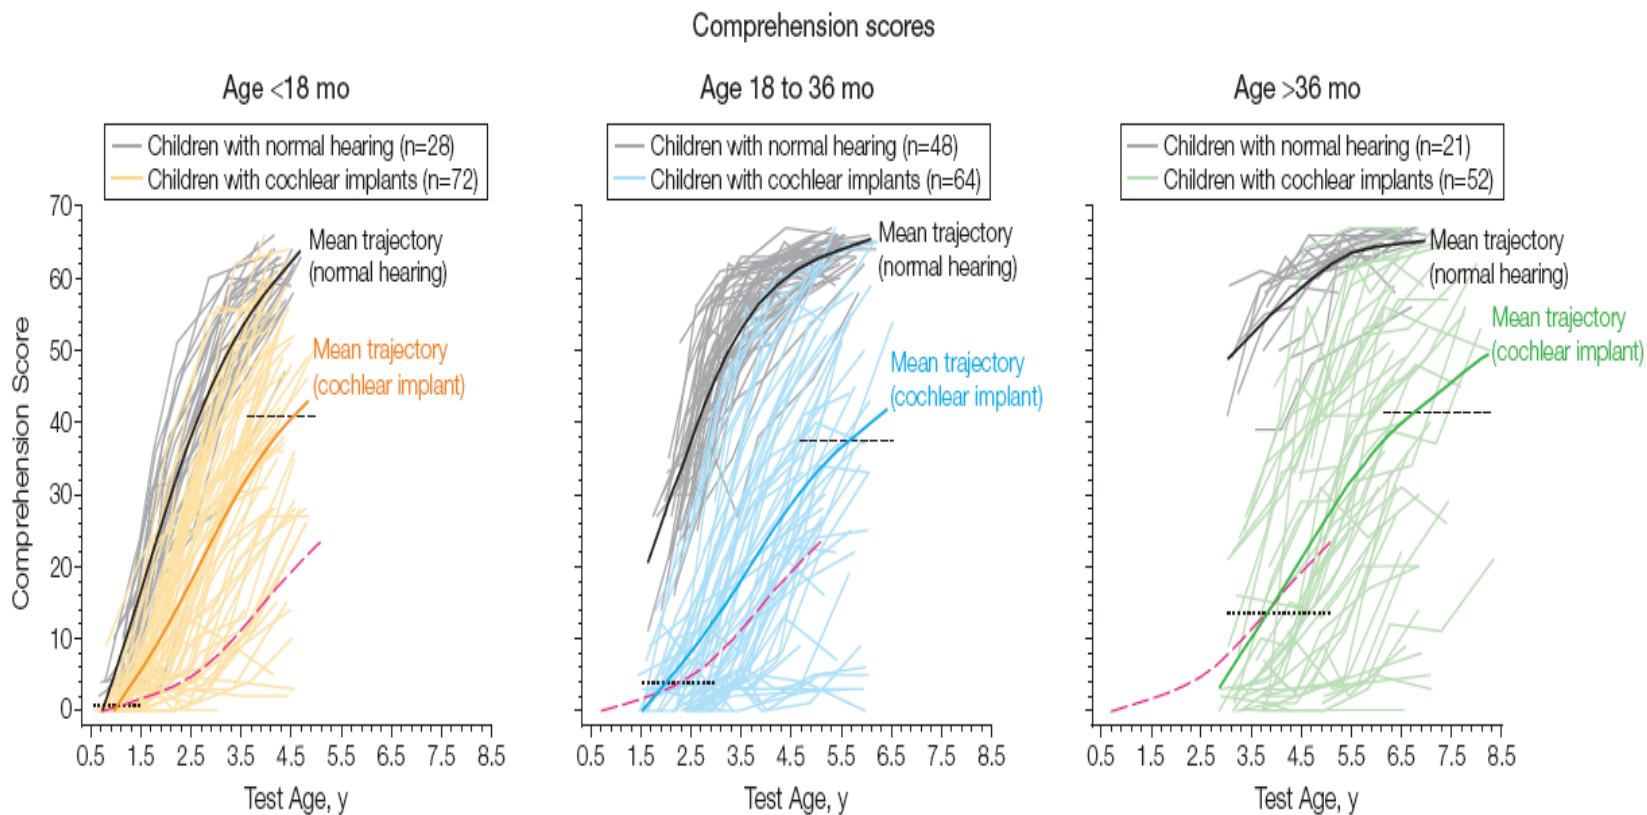 Comprehension scores
Age <18 mo
Children with normal hearing (n=28)
Children with cochlear implants (n=72)
Age 18 to 36 mo
Children with normal hearing (n=48)
Children with cochlear implants (n=64)
Age >36 mo
Children with normal hearing (n=21)
Children with cochlear implants (n=52)
Comprehension Score
70
60
50
40
30
20
10
0
Mean trajectory
(normal hearing)
Mean trajectory
(cochlear implant)
0.5 1.5 2.5 3.5 4.5 5.5 6.5 7.5 8.5
Test Age, y
Mean trajectory
(normal hearing)
Mean trajectory
(cochlear implant)
0.5 1.5 2.5 3.5 4.5 5.5 6.5 7.5 8.5
Test Age, y
Mean trajectory
(normal hearing)
Mean trajectory
(cochlear implant)
0.5 1.5 2.5 3.5 4.5 5.5 6.5 7.5 8.5
Test Age, y